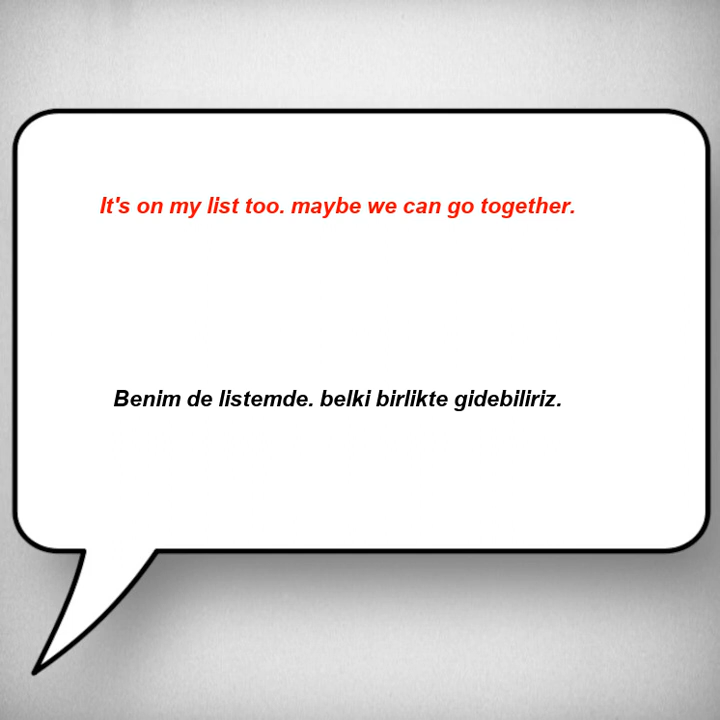 It's on my list too. maybe we can go together.
Benim de listemde. belki birlikte gidebiliriz.